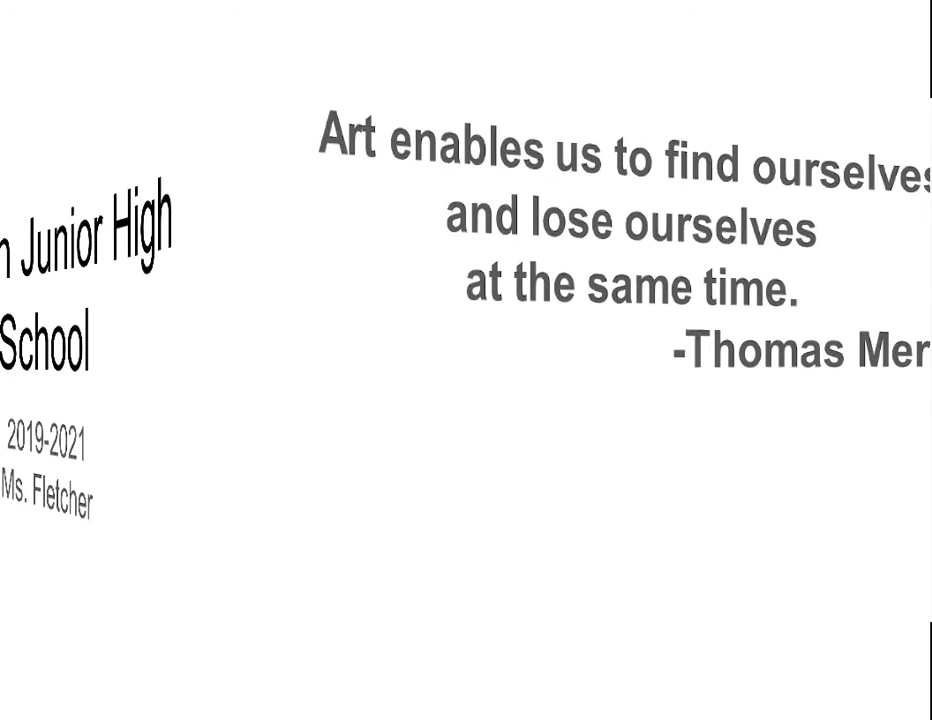 Junior High
School
2019-2021
Ms. Fletcher
Art enables us to find ourselves
and lose ourselves
at the same time.
-Thomas